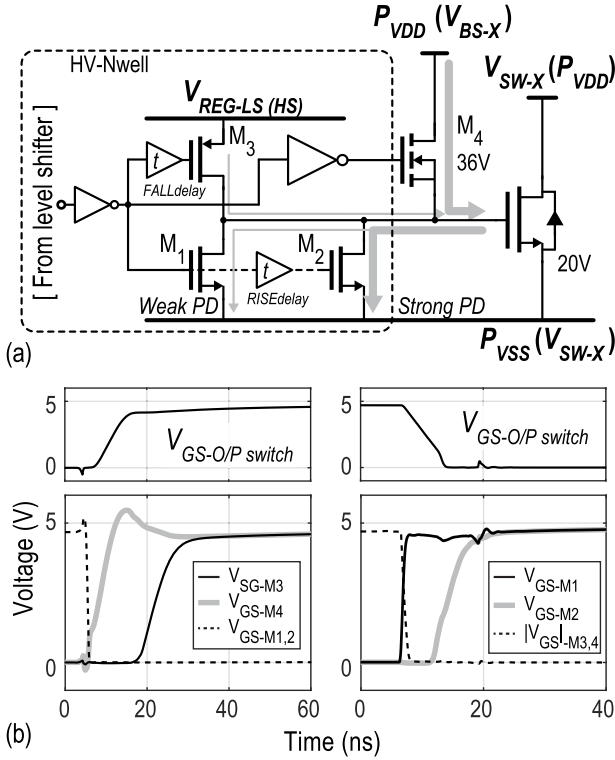 (a)
HV-Nwell
P_VDD (V_BS-X)
V_SW-X (P_VDD)
V_REG-LS (HS)
M_3
M_4
36V
t
FALLdelay
[ From level shifter ]
M_1
M_2
t
RISEdelay
20V
Weak PD
Strong PD
P_VSS (V_SW-X)
(b)
5
0
V_GS-O/P switch
5
0
V_GS-O/P switch
Voltage (V)
5
0
V_SG-M3
V_GS-M4
V_GS-M1,2
0
20
40
60
5
0
V_GS-M1
V_GS-M2
|V_GS|-M3,4
0
20
40
Time (ns)